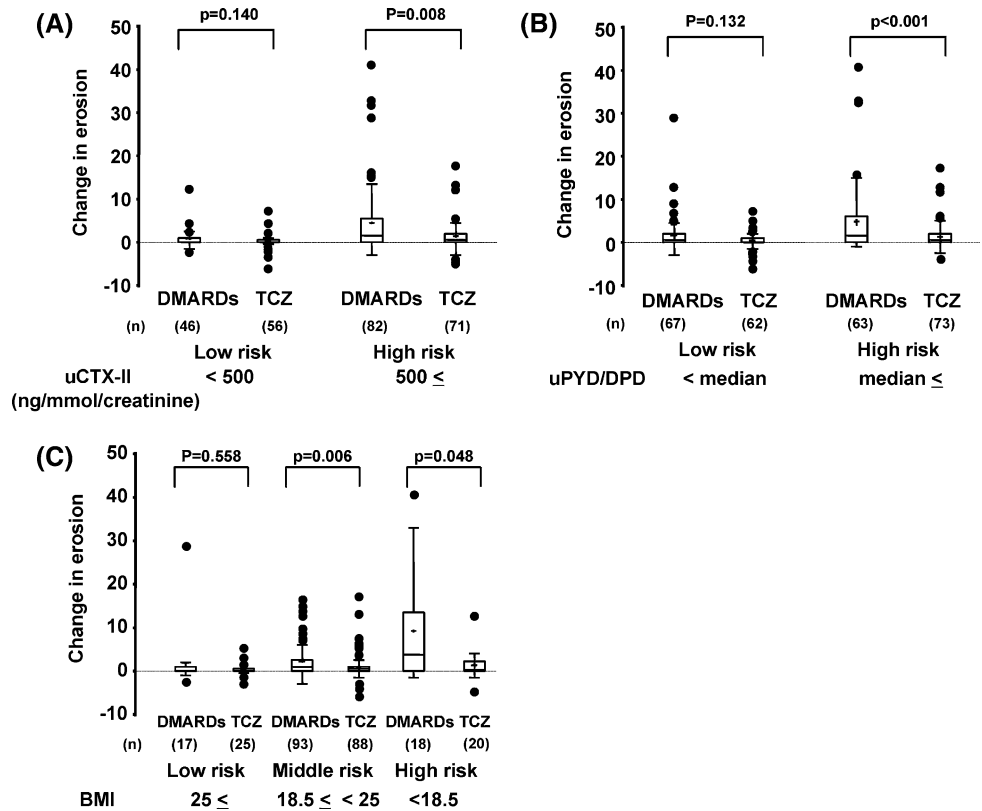 (A)
p=0.140 P=0.008
50
40
30
20
10
0
-10
Change in erosion
DMARDs TCZ DMARDs TCZ
(n) (46) (56) (82) (71)
Low risk High risk
uCTX-II < 500 500 ≤
(ng/mmol/creatinine)
(B)
P=0.132 p<0.001
50
40
30
20
10
0
-10
Change in erosion
DMARDs TCZ DMARDs TCZ
(n) (67) (62) (63) (73)
Low risk High risk
uPYD/DPD < median median ≤
(C)
P=0.558 p=0.006 p=0.048
50
40
30
20
10
0
-10
Change in erosion
DMARDs TCZ DMARDs TCZ DMARDs TCZ
(n) (17) (25) (93) (88) (18) (20)
Low risk Middle risk High risk
BMI 25 ≤ 18.5 ≤ < 25 <18.5